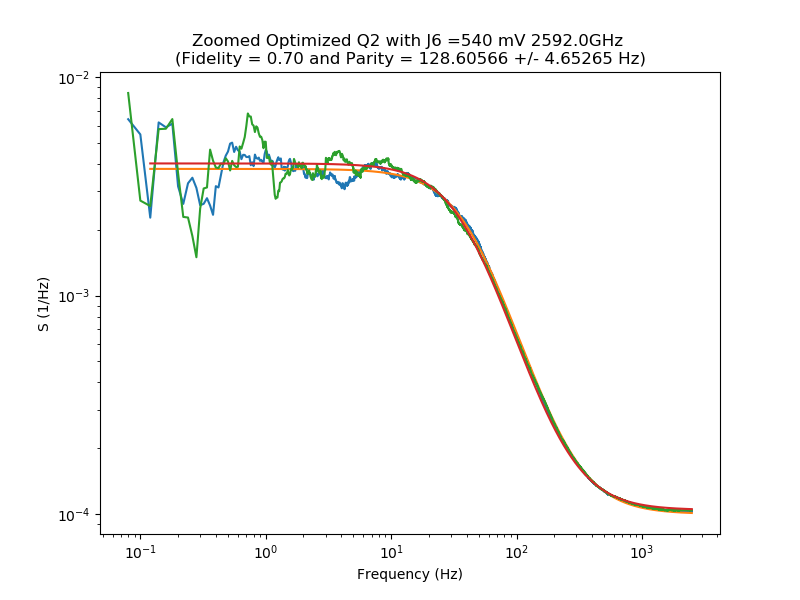 Zoomed Optimized Q2 with J6 =540 mV 2592.0GHz
(Fidelity = 0.70 and Parity = 128.60566 +/- 4.65265 Hz)
10⁻²
10⁻³
10⁻⁴
S (1/Hz)
10⁻¹ 10⁰ 10¹ 10² 10³
Frequency (Hz)